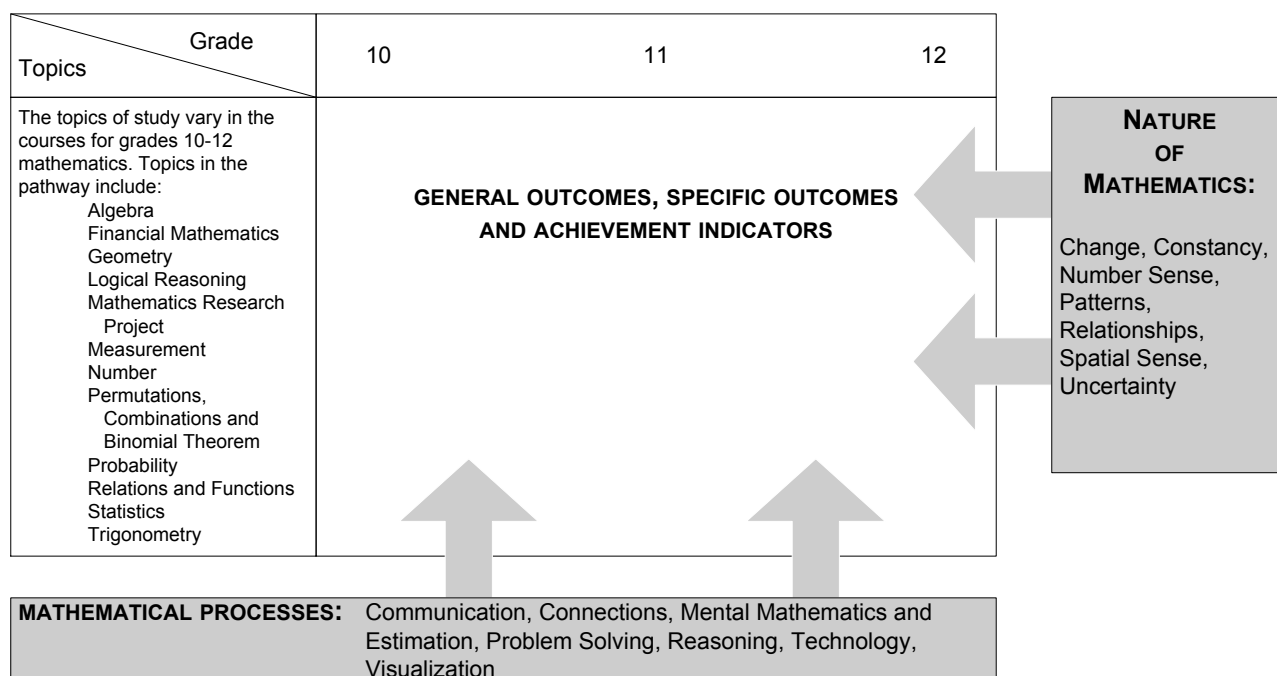 Grade
Topics
10 11 12
The topics of study vary in the
courses for grades 10-12
mathematics. Topics in the
pathway include:
Algebra
Financial Mathematics
Geometry
Logical Reasoning
Mathematics Research
Project
Measurement
Number
Permutations,
Combinations and
Binomial Theorem
Probability
Relations and Functions
Statistics
Trigonometry
GENERAL OUTCOMES, SPECIFIC OUTCOMES
AND ACHIEVEMENT INDICATORS
NATURE
OF
MATHEMATICS:
Change, Constancy,
Number Sense,
Patterns,
Relationships,
Spatial Sense,
Uncertainty
MATHEMATICAL PROCESSES: Communication, Connections, Mental Mathematics and
Estimation, Problem Solving, Reasoning, Technology,
Visualization